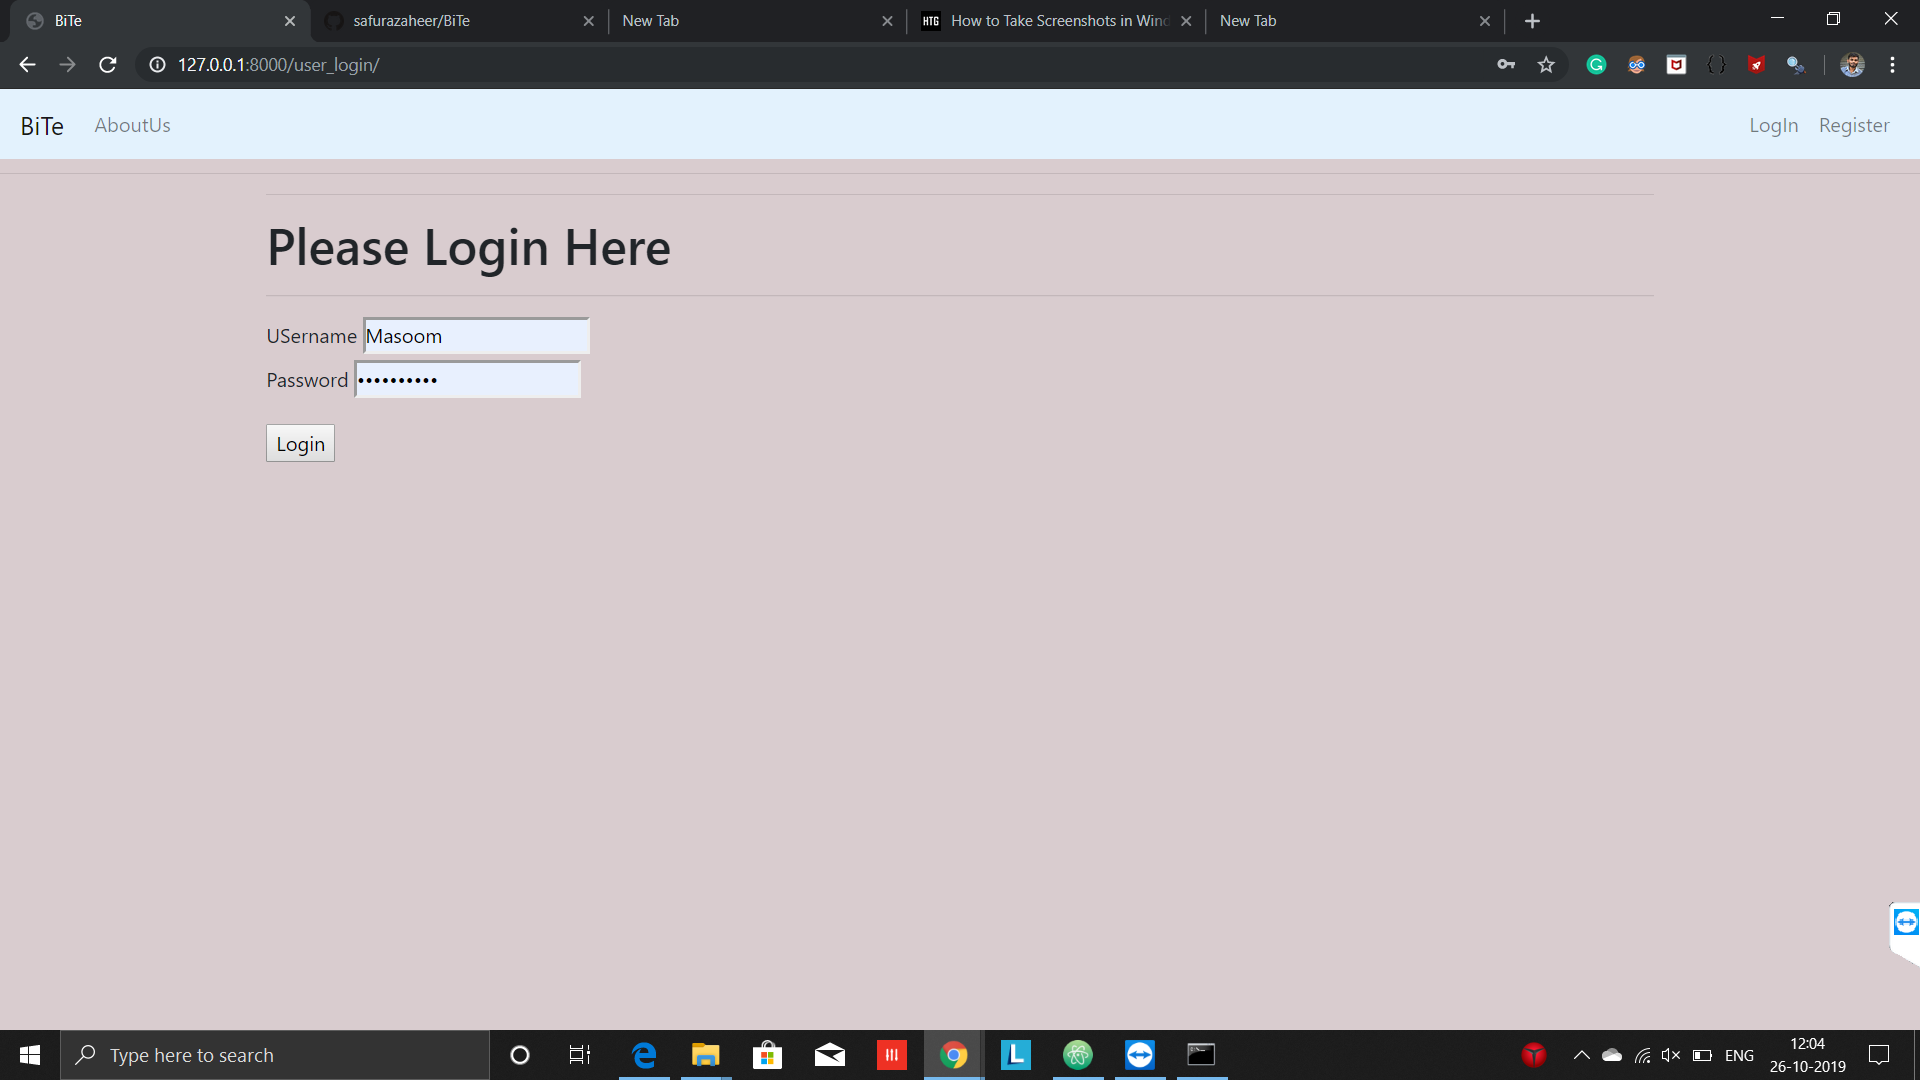 BiTe
safurazaheer/BiTe
New Tab
HTG How to Take Screenshots in Wind
New Tab
127.0.0.1:8000/user_login/
BiTe AboutUs LogIn Register
Please Login Here
USername Masoom
Password ••••••••••
Login
Type here to search
L
ENG
12:04
26-10-2019